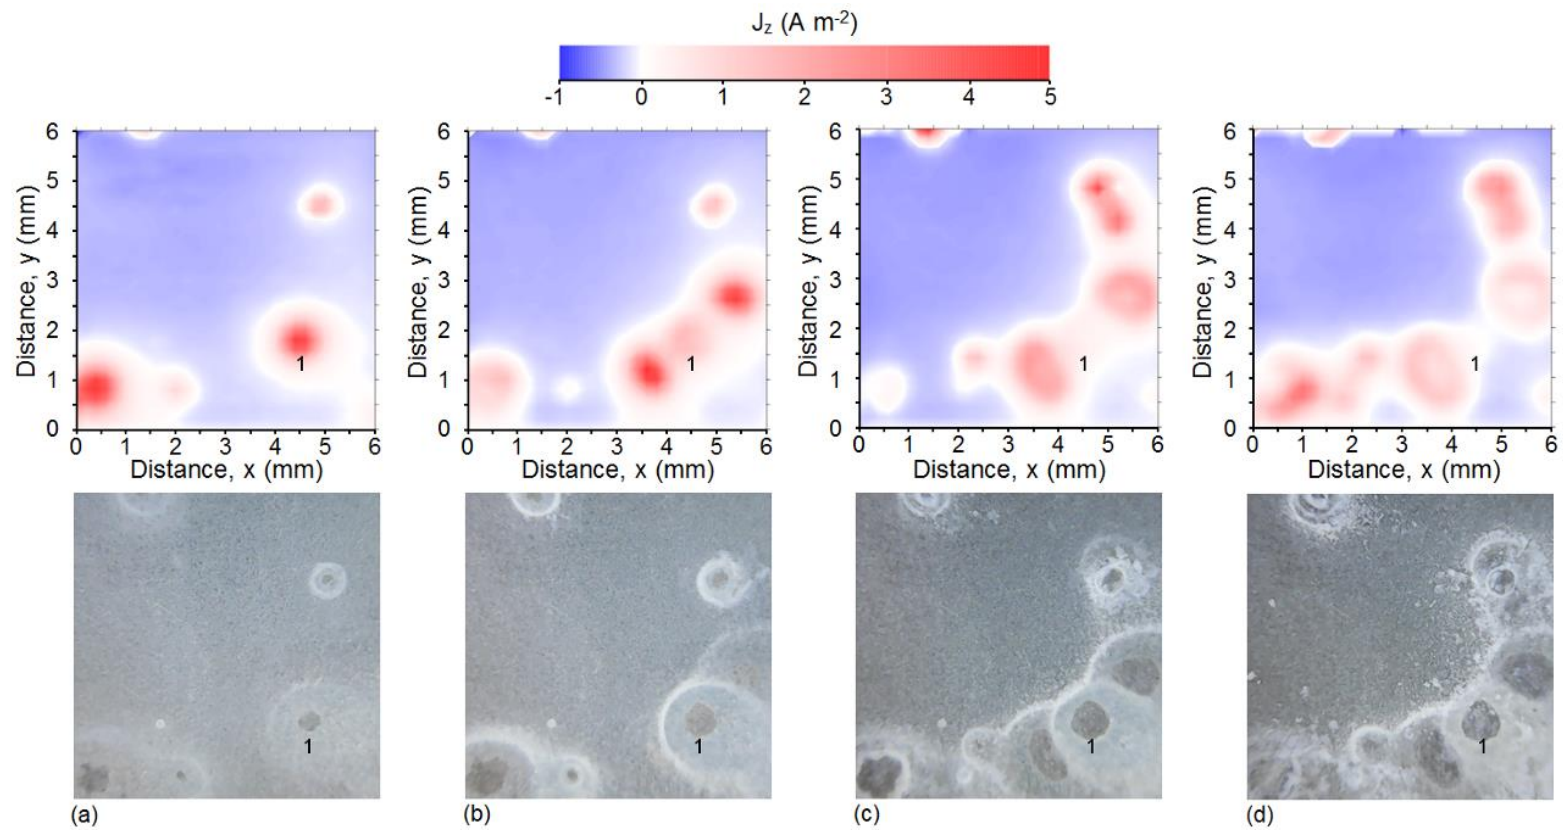 J_z (A m^-2)
-1 0 1 2 3 4 5
6 6 6 6
5 5 5 5
4 4 4 4
3 3 3 3
2 2 2 2
1 1 1 1
0 0 0 0
Distance, y (mm) Distance, y (mm) Distance, y (mm) Distance, y (mm)
1 1 1 1
0 1 2 3 4 5 6 0 1 2 3 4 5 6 0 1 2 3 4 5 6 0 1 2 3 4 5 6
Distance, x (mm) Distance, x (mm) Distance, x (mm) Distance, x (mm)
1 1 1 1
(a) (b) (c) (d)